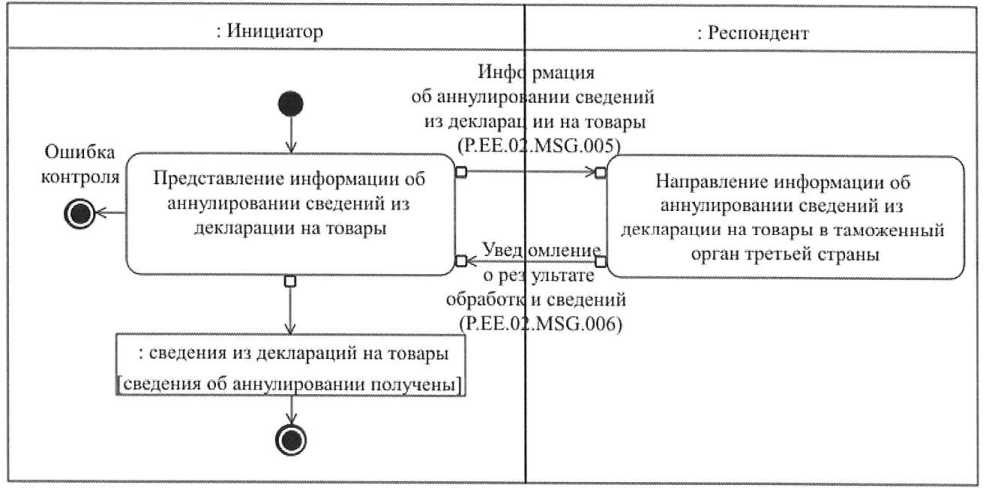 : Инициатор
: Респондент
Информация
об аннулировании сведений
из декларации на товары
(P.EE.02.MSG.005)
Ошибка
контроля
Представление информации об
аннулировании сведений из
декларации на товары
Направление информации об
аннулировании сведений из
декларации на товары в таможенный
орган третьей страны
Уведомление
о результате
обработки сведений
(P.EE.02.MSG.006)
: сведения из деклараций на товары
[сведения об аннулировании получены]